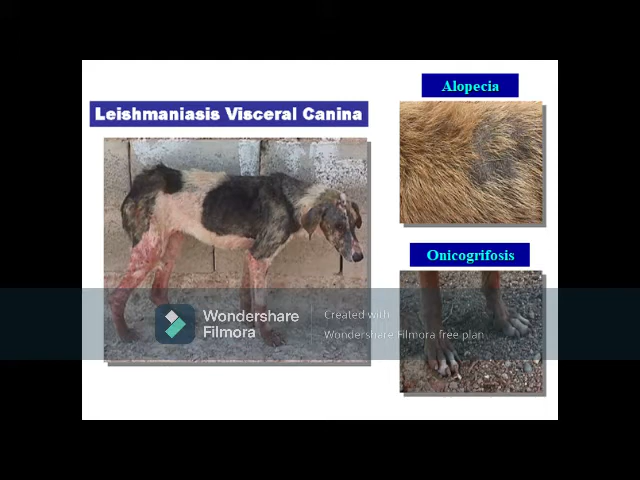 Leishmaniasis Visceral Canina
Alopecia
Onicogrifosis
Wondershare
Filmora
Created with
Wondershare Filmora free plan